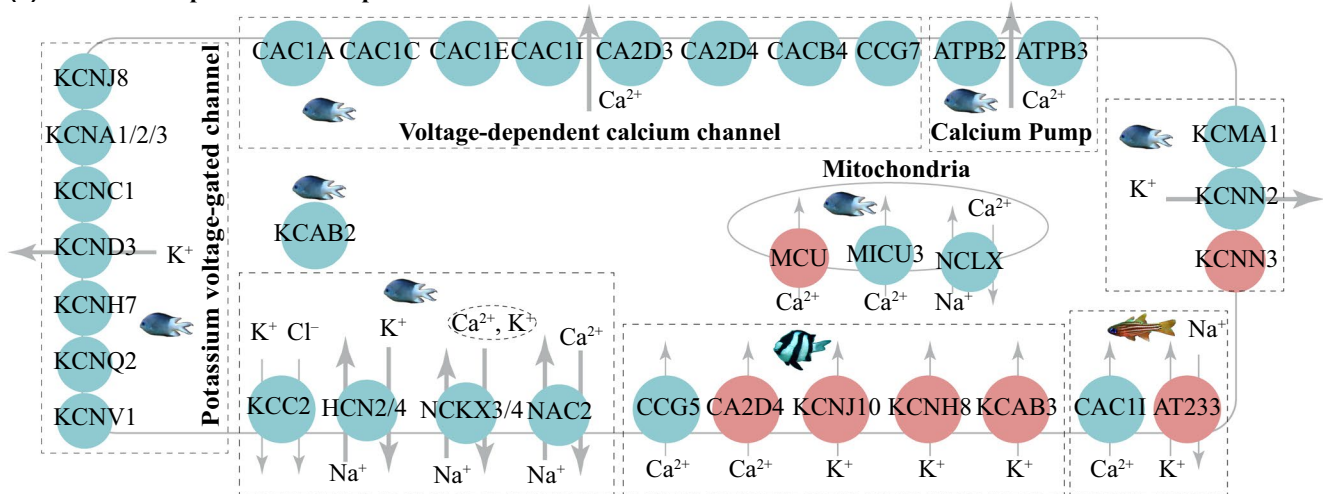 CAC1A CAC1C CAC1E CAC1I CA2D3 CA2D4 CACB4 CCG7
Ca²⁺
Voltage-dependent calcium channel
ATPB2 ATPB3
Ca²⁺
Calcium Pump
KCNJ8
KCNA1/2/3
KCNC1
KCND3
K⁺
KCNH7
KCNQ2
KCNV1
Potassium voltage-gated channel
KCAB2
Mitochondria
Ca²⁺
MCU MICU3 NCLX
Ca²⁺ Ca²⁺ Na⁺
KCMA1
K⁺
KCNN2
KCNN3
K⁺ Cl⁻ K⁺ Ca²⁺, K⁺ Ca²⁺
KCC2 HCN2/4 NCKX3/4 NAC2
Na⁺ Na⁺ Na⁺
CCG5 CA2D4 KCNJ10 KCNH8 KCAB3
Ca²⁺ Ca²⁺ K⁺ K⁺ K⁺
Na⁺
CAC1I AT233
Ca²⁺ K⁺